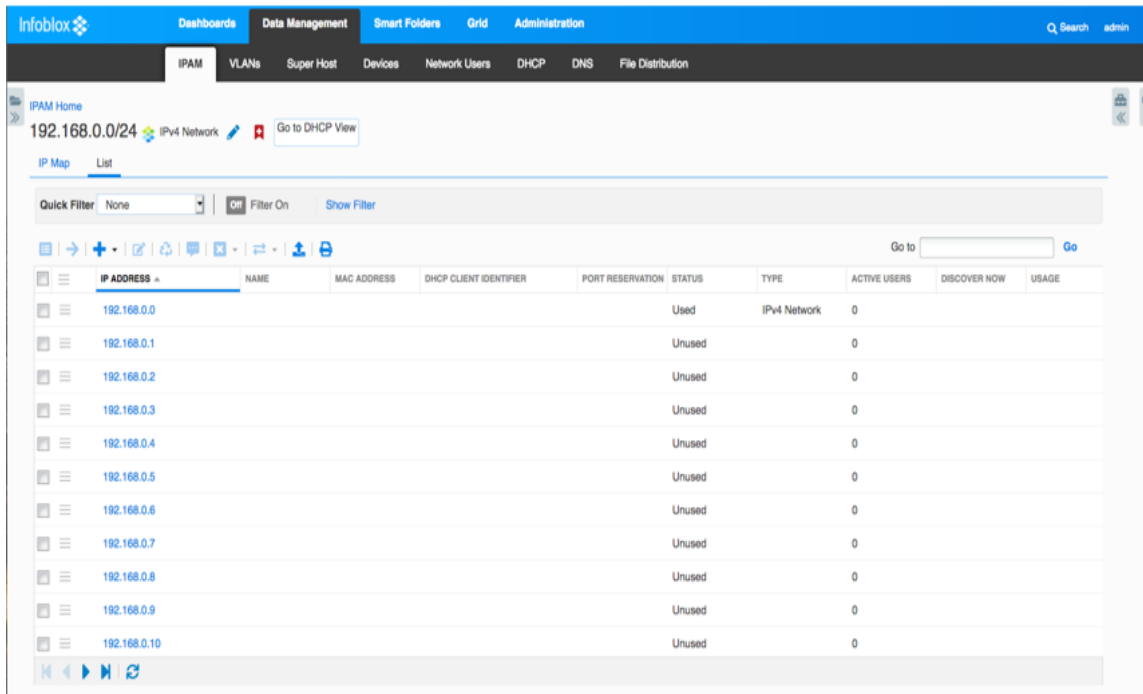 Infoblox Dashboards Data Management Smart Folders Grid Administration Search admin
IPAM VLANs Super Host Devices Network Users DHCP DNS File Distribution
IPAM Home
192.168.0.0/24 IPv4 Network Go to DHCP View
IP Map List
Quick Filter None Off Filter On Show Filter
Go to Go
IP ADDRESS NAME MAC ADDRESS DHCP CLIENT IDENTIFIER PORT RESERVATION STATUS TYPE ACTIVE USERS DISCOVER NOW USAGE
192.168.0.0 Used IPv4 Network 0
192.168.0.1 Unused 0
192.168.0.2 Unused 0
192.168.0.3 Unused 0
192.168.0.4 Unused 0
192.168.0.5 Unused 0
192.168.0.6 Unused 0
192.168.0.7 Unused 0
192.168.0.8 Unused 0
192.168.0.9 Unused 0
192.168.0.10 Unused 0